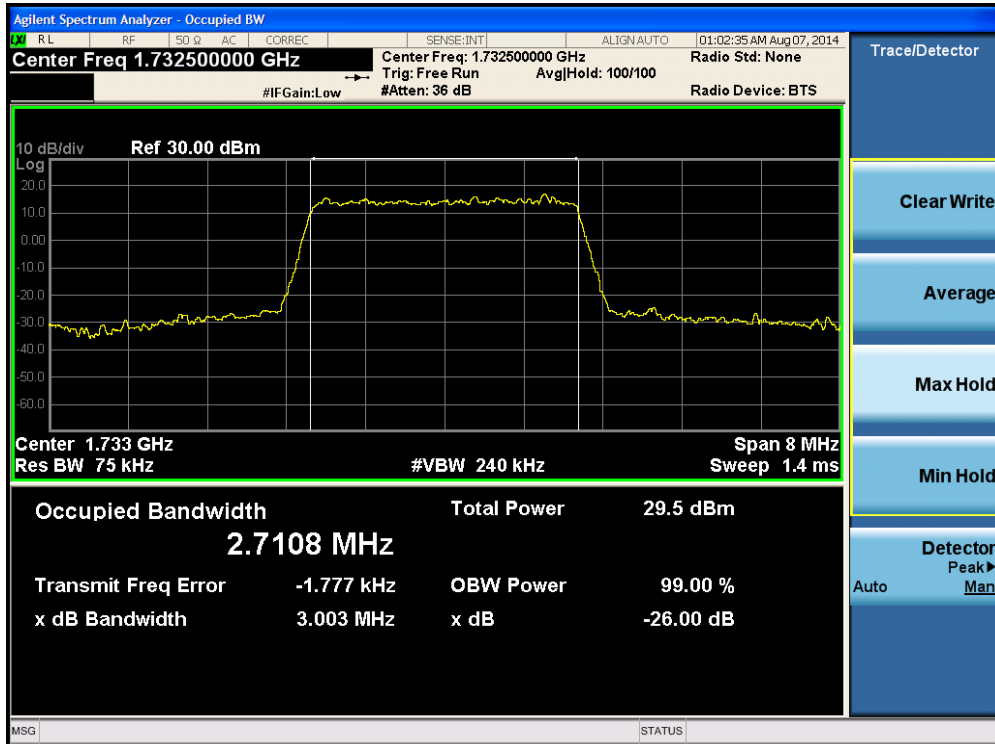 Agilent Spectrum Analyzer - Occupied BW
LXI RL RF 50 Ω AC CORREC SENSE:INT ALIGN AUTO 01:02:35 AM Aug 07, 2014
Center Freq 1.732500000 GHz
Center Freq: 1.732500000 GHz
Radio Std: None
Trig: Free Run
Avg|Hold: 100/100
#IFGain:Low
#Atten: 36 dB
Radio Device: BTS
Trace/Detector
10 dB/div
Ref 30.00 dBm
Log
20.0
10.0
0.00
-10.0
-20.0
-30.0
-40.0
-50.0
-60.0
Center 1.733 GHz
Span 8 MHz
Res BW 75 kHz
#VBW 240 kHz
Sweep 1.4 ms
Occupied Bandwidth
Total Power
29.5 dBm
2.7108 MHz
Transmit Freq Error
-1.777 kHz
OBW Power
99.00 %
x dB Bandwidth
3.003 MHz
x dB
-26.00 dB
Clear Write
Average
Max Hold
Min Hold
Detector
Peak▶
Auto
Man
MSG
STATUS